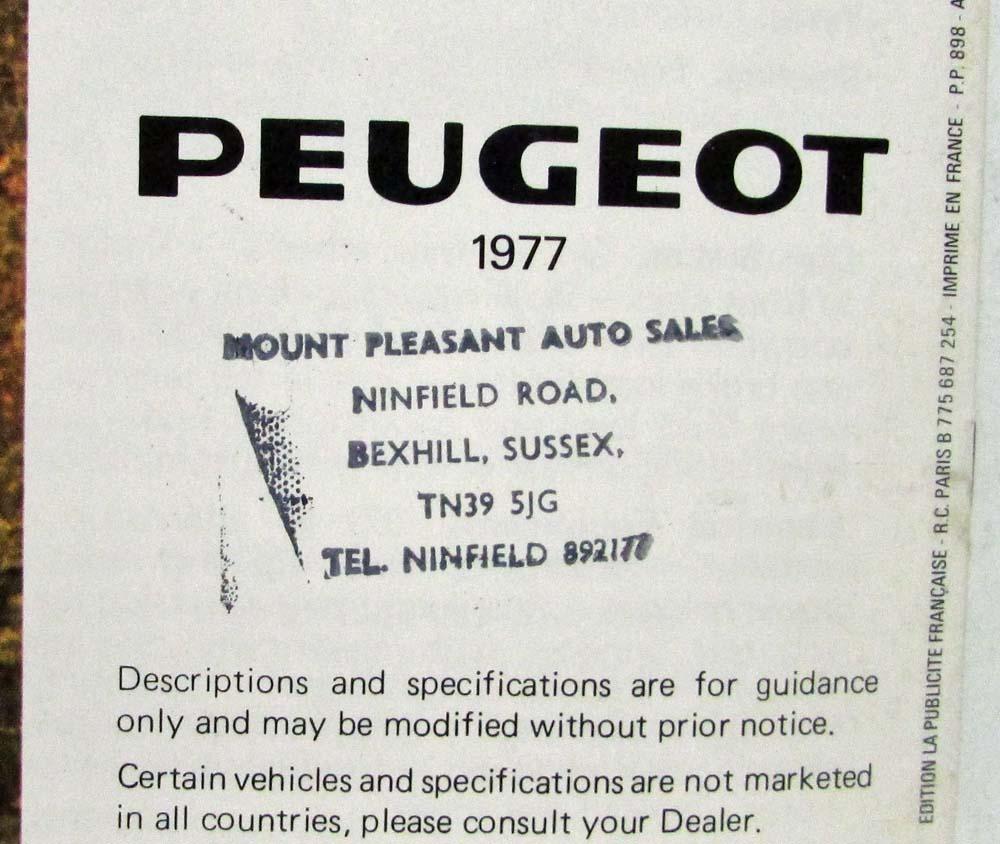 PEUGEOT
1977
MOUNT PLEASANT AUTO SALES
NINFIELD ROAD,
BEXHILL, SUSSEX,
TN39 5JG
TEL. NINFIELD
Descriptions and specifications are for guidance
only and may be modified without prior notice.
Certain vehicles and specifications are not marketed
in all countries, please consult your Dealer.
EDITION LA PUBLICITE FRANÇAISE - R.C. PARIS B 775 687 254 - IMPRIME EN FRANCE - P.P. 898 - A